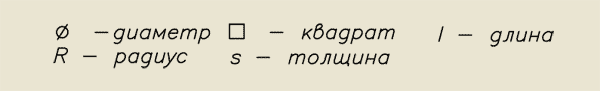 ⌀ – диаметр □ – квадрат l – длина
R – радиус s – толщина